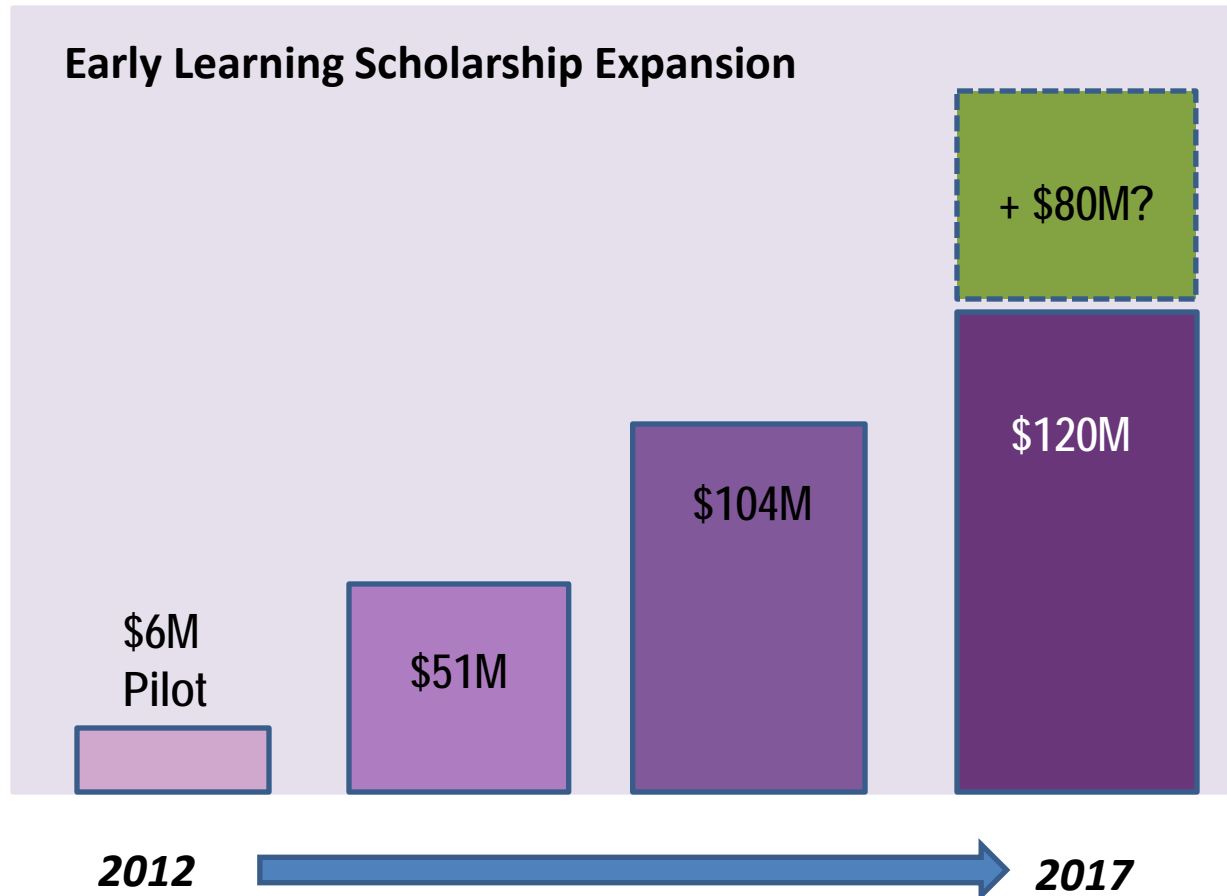 Early Learning Scholarship Expansion
+ $80M?
$120M
$104M
$6M
Pilot
$51M
2012
2017